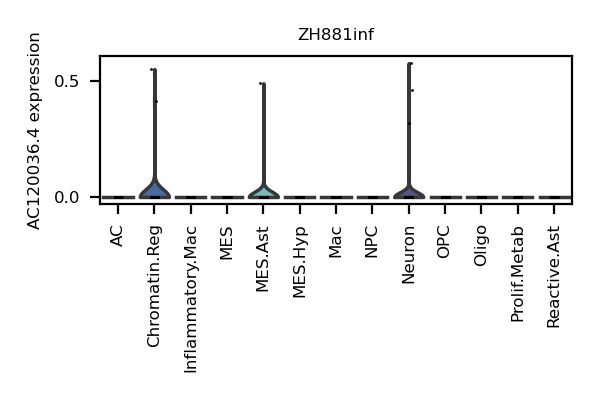 ZH881inf
AC120036.4 expression
0.5
0.0
AC
Chromatin.Reg
Inflammatory.Mac
MES
MES.Ast
MES.Hyp
Mac
NPC
Neuron
OPC
Oligo
Prolif.Metab
Reactive.Ast